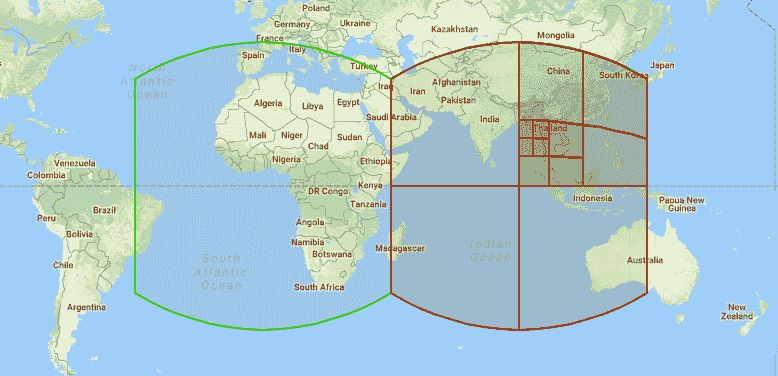 Poland
Germany
Ukraine
Kazakhstan
Mongolia
France
Italy
Spain
Turkey
China
South Korea
Japan
North
Atlantic
Ocean
Iraq
Iran
Afghanistan
Pakistan
Algeria
Libya
Egypt
Saudi Arabia
India
Thailand
Mali
Niger
Sudan
Chad
Nigeria
Ethiopia
Venezuela
Colombia
DR Congo
Kenya
Tanzania
Indonesia
Papua New
Guinea
Peru
Brazil
Bolivia
Angola
Namibia
Botswana
Madagascar
Indian
Ocean
South
Atlantic
Ocean
Australia
Chile
South Africa
Argentina
New
Zealand